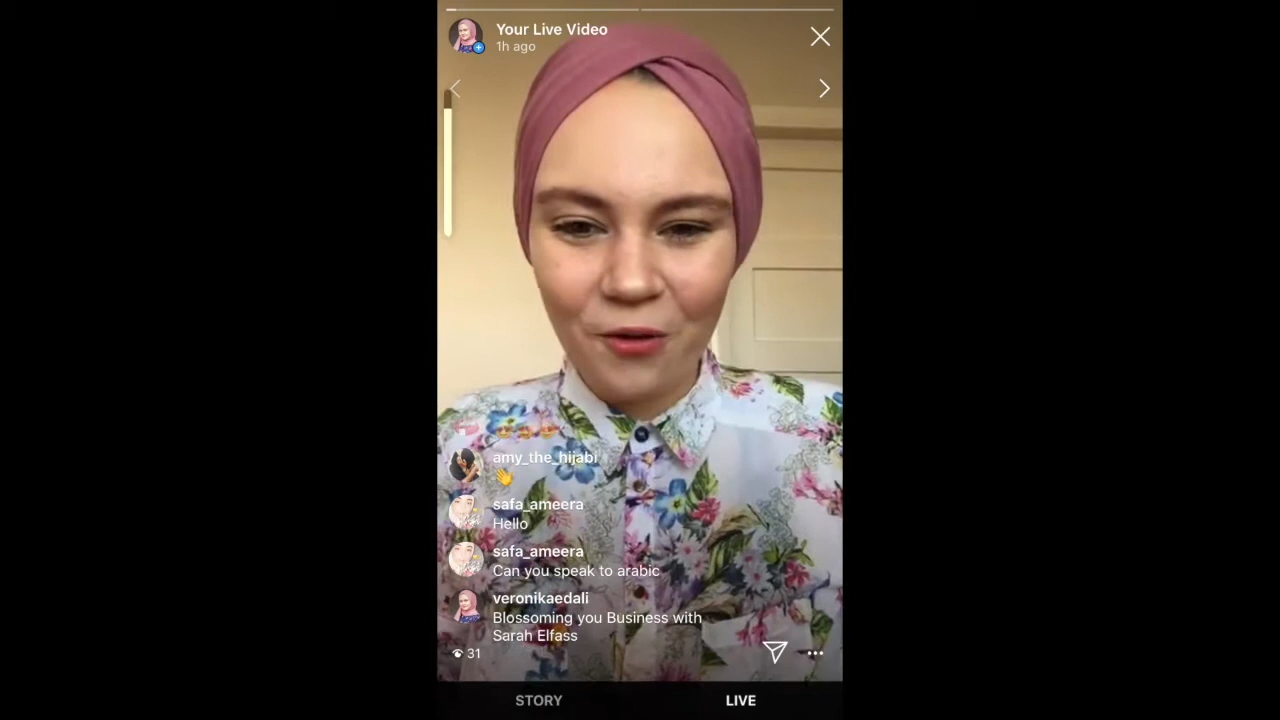 Your Live Video
1h ago
amy_the_hijabi
👋
safa_ameera
Hello
safa_ameera
Can you speak to arabic
veronikaedali
Blossoming you Business with
Sarah Elfass
31
STORY
LIVE